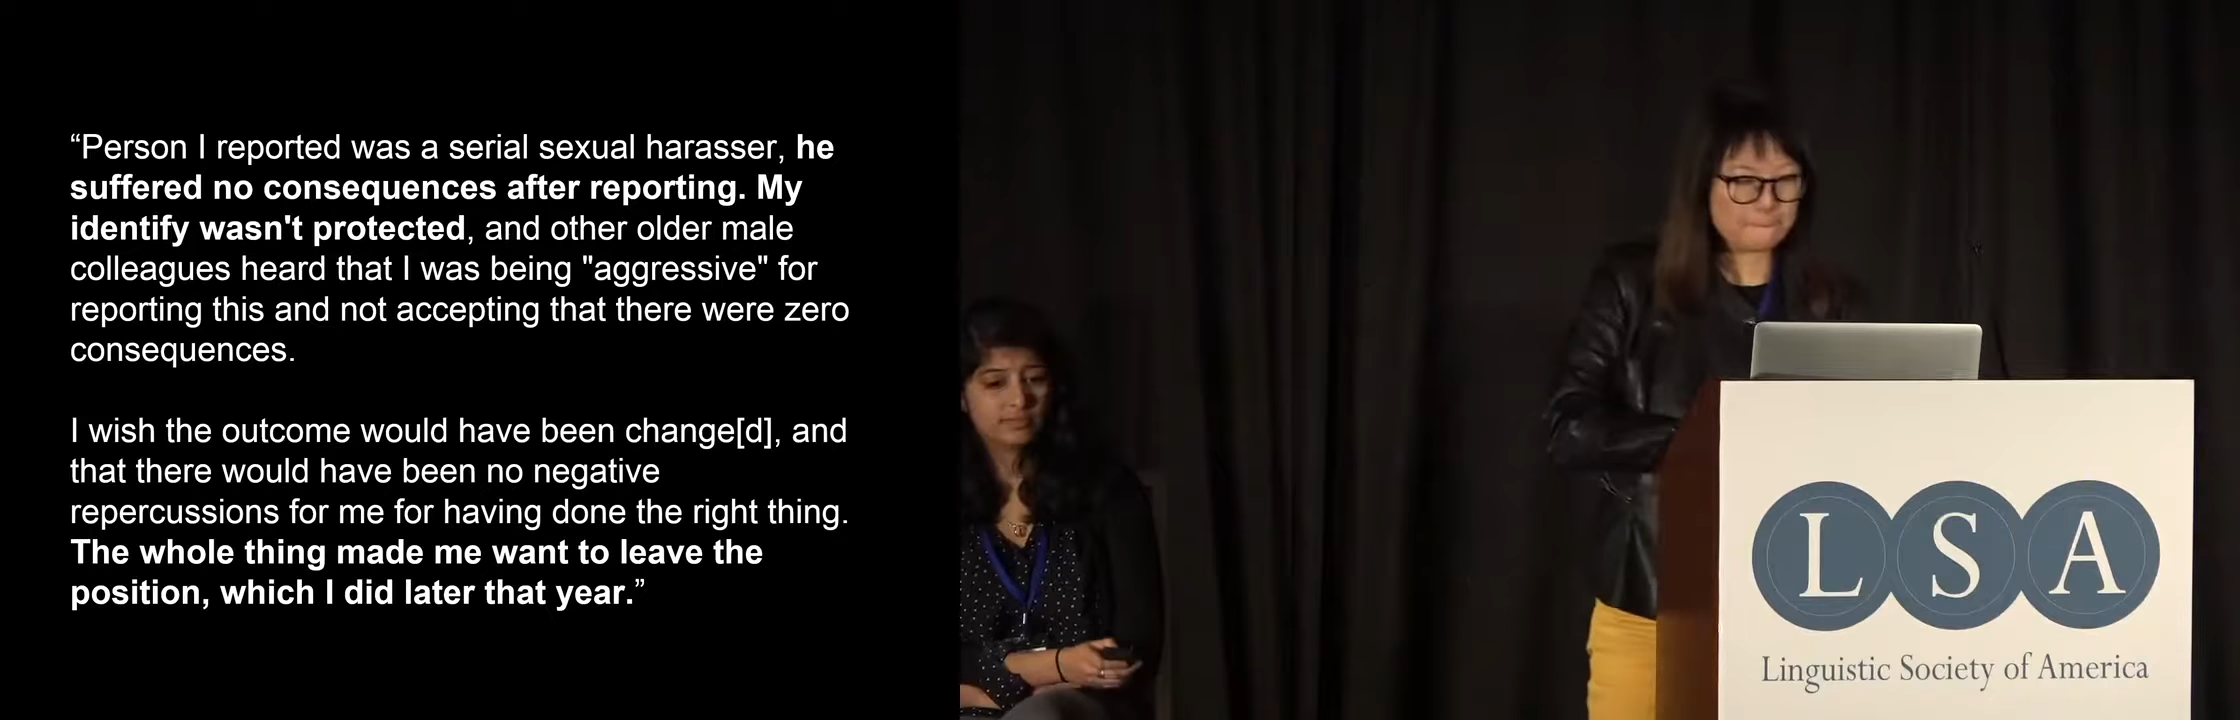 “Person I reported was a serial sexual harasser, he
suffered no consequences after reporting. My
identify wasn't protected, and other older male
colleagues heard that I was being "aggressive" for
reporting this and not accepting that there were zero
consequences.
I wish the outcome would have been change[d], and
that there would have been no negative
repercussions for me for having done the right thing.
The whole thing made me want to leave the
position, which I did later that year.”
LSA
Linguistic Society of America